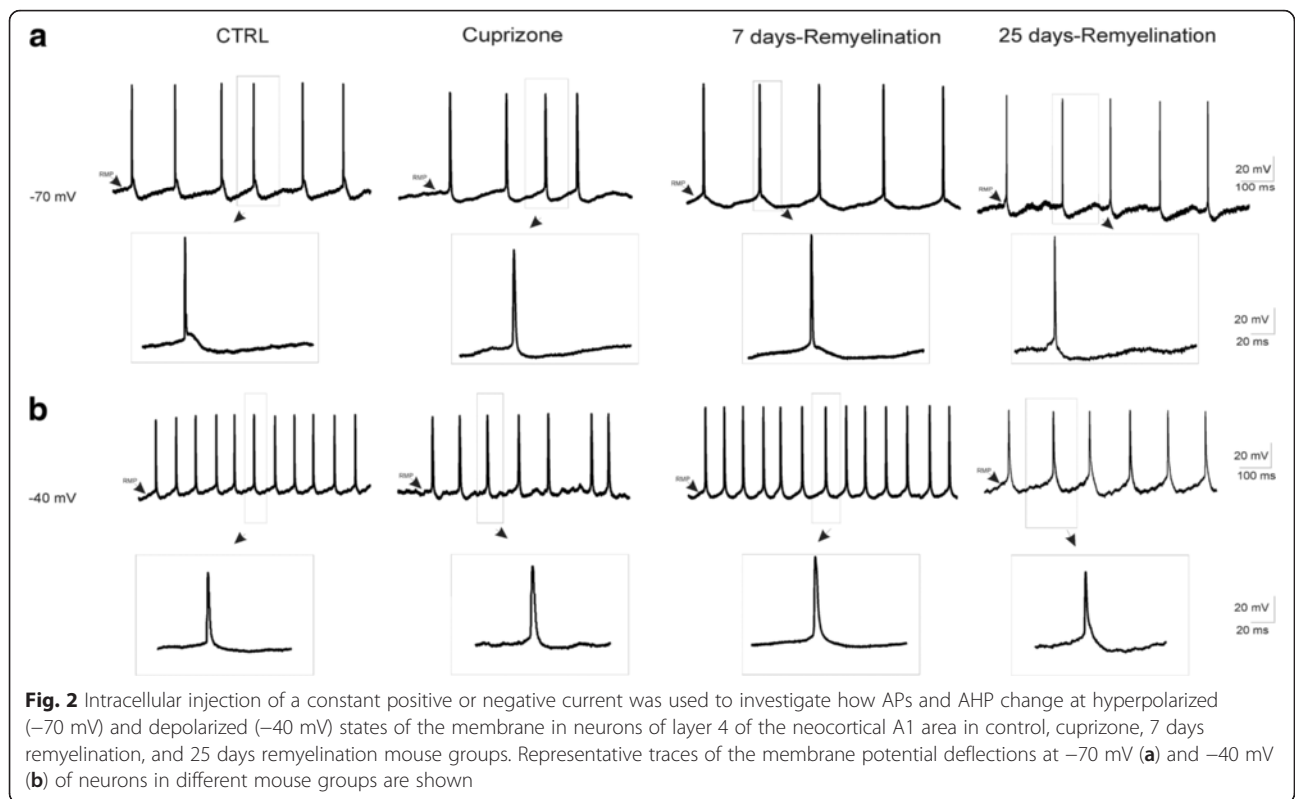 a
CTRL
Cuprizone
7 days-Remyelination
25 days-Remyelination
RMP
RMP
RMP
RMP
-70 mV
20 mV
100 ms
20 mV
20 ms
b
RMP
RMP
RMP
RMP
-40 mV
20 mV
100 ms
20 mV
20 ms
Fig. 2 Intracellular injection of a constant positive or negative current was used to investigate how APs and AHP change at hyperpolarized
(−70 mV) and depolarized (−40 mV) states of the membrane in neurons of layer 4 of the neocortical A1 area in control, cuprizone, 7 days
remyelination, and 25 days remyelination mouse groups. Representative traces of the membrane potential deflections at −70 mV (a) and −40 mV
(b) of neurons in different mouse groups are shown